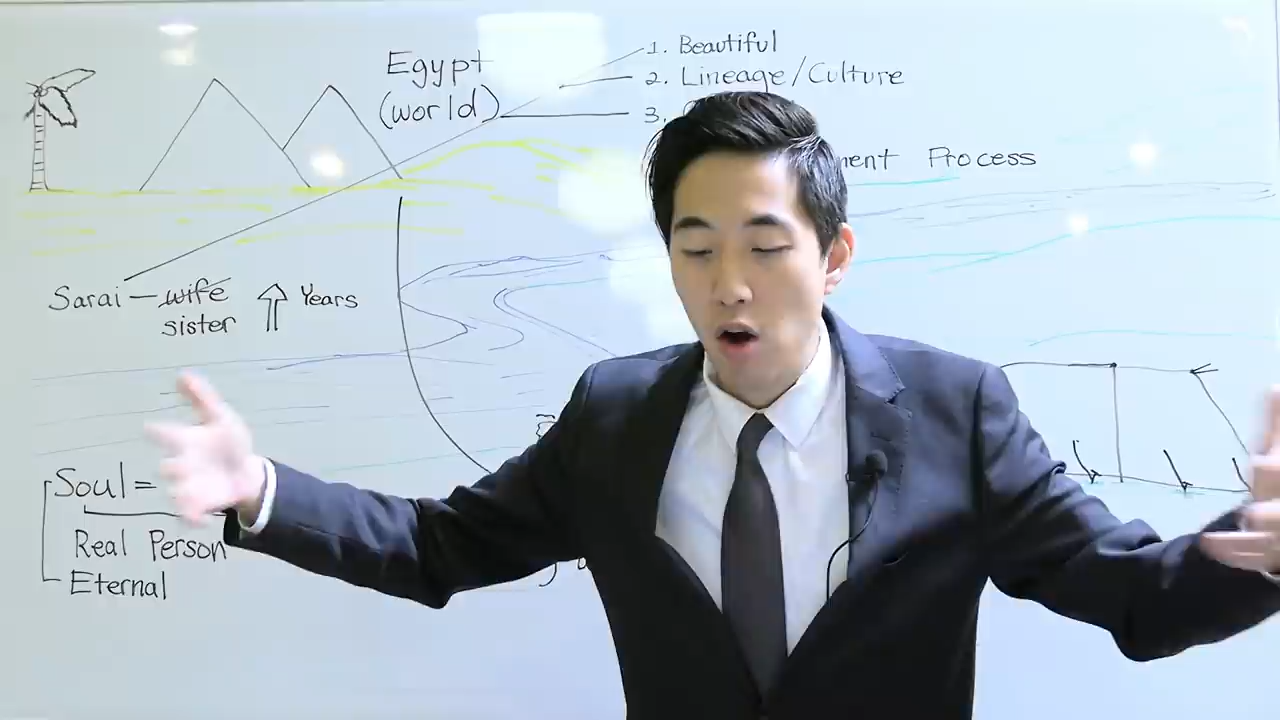 Egypt
(world)
1. Beautiful
2. Lineage/Culture
3.
Process
Sarai – wife
sister
Years
Soul =
Real Person
Eternal